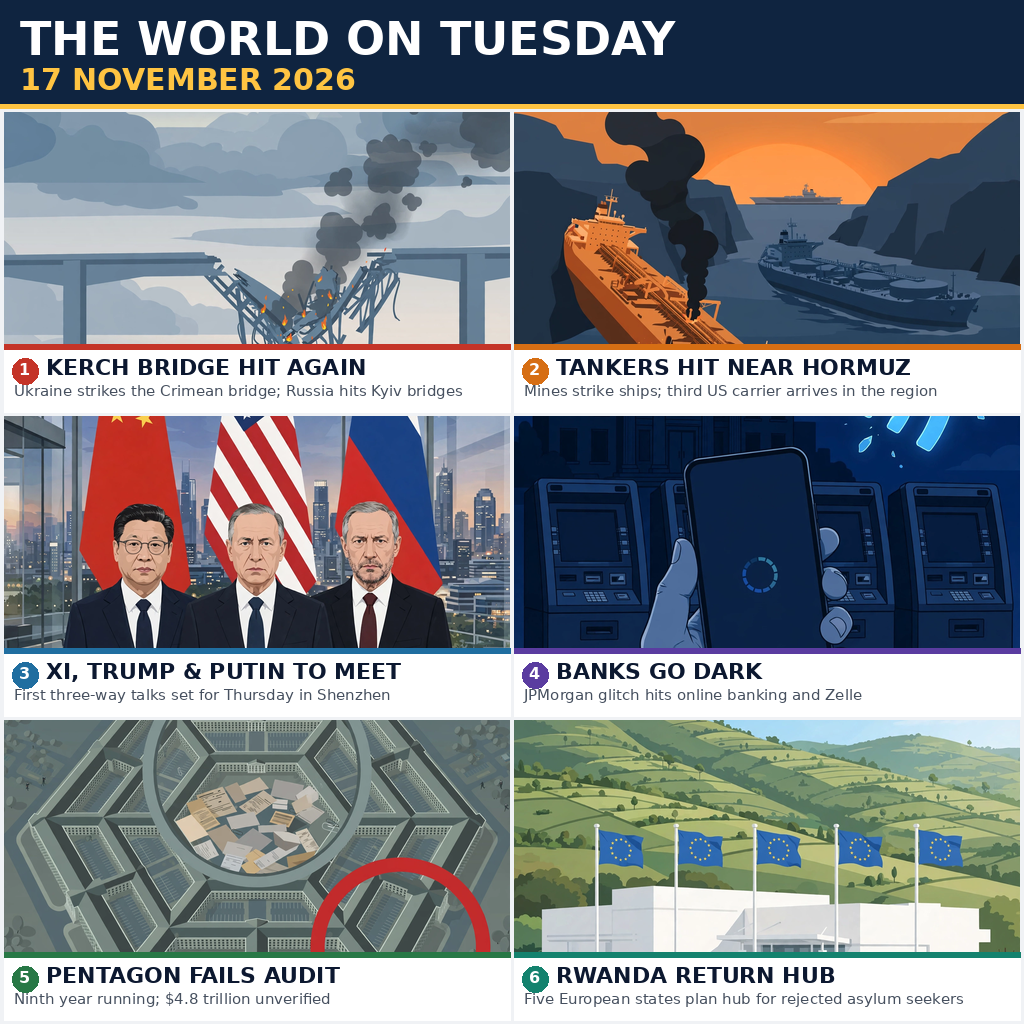 THE WORLD ON TUESDAY
17 NOVEMBER 2026
1 KERCH BRIDGE HIT AGAIN
Ukraine strikes the Crimean bridge; Russia hits Kyiv bridges
2 TANKERS HIT NEAR HORMUZ
Mines strike ships; third US carrier arrives in the region
3 XI, TRUMP & PUTIN TO MEET
First three-way talks set for Thursday in Shenzhen
4 BANKS GO DARK
JPMorgan glitch hits online banking and Zelle
5 PENTAGON FAILS AUDIT
Ninth year running; $4.8 trillion unverified
6 RWANDA RETURN HUB
Five European states plan hub for rejected asylum seekers